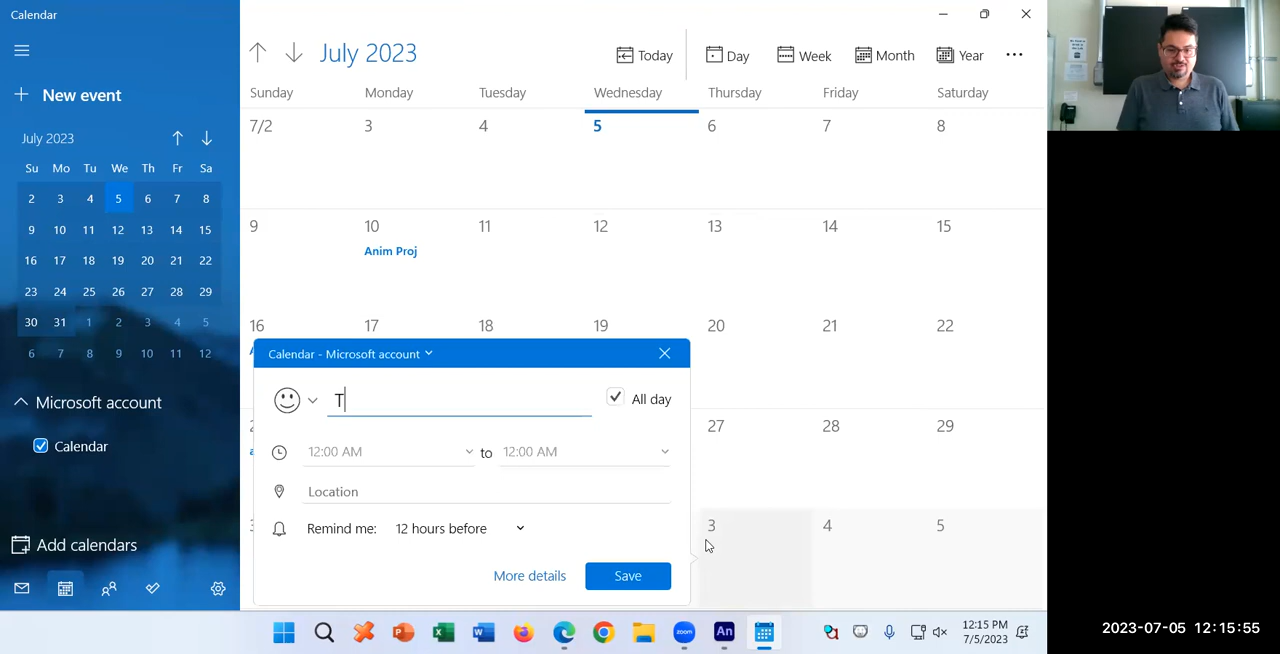 Calendar
New event
July 2023
Su Mo Tu We Th Fr Sa
2 3 4 5 6 7 8
9 10 11 12 13 14 15
16 17 18 19 20 21 22
23 24 25 26 27 28 29
30 31 1 2 3 4 5
6 7 8 9 10 11 12
Microsoft account
Calendar
Add calendars
July 2023
Today Day Week Month Year
Sunday Monday Tuesday Wednesday Thursday Friday Saturday
7/2 3 4 5 6 7 8
9 10 11 12 13 14 15
Anim Proj
16 17 18 19 20 21 22
27 28 29
3 4 5
Calendar - Microsoft account
T
All day
12:00 AM to 12:00 AM
Location
Remind me: 12 hours before
More details
Save
P X W zoom An
12:15 PM
7/5/2023
2023-07-05 12:15:55